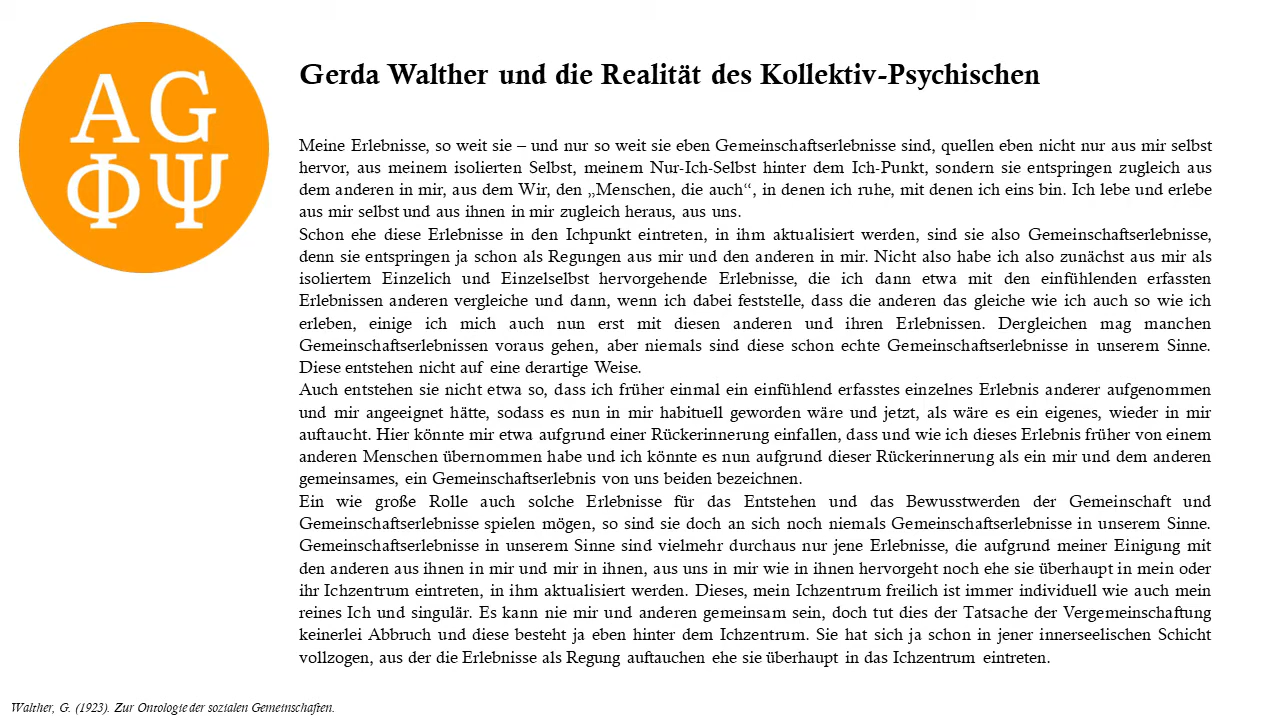 AG
ΦΨ
Gerda Walther und die Realität des Kollektiv-Psychischen
Meine Erlebnisse, so weit sie – und nur so weit sie eben Gemeinschaftserlebnisse sind, quellen eben nicht nur aus mir selbst
hervor, aus meinem isolierten Selbst, meinem Nur-Ich-Selbst hinter dem Ich-Punkt, sondern sie entspringen zugleich aus
dem anderen in mir, aus dem Wir, den „Menschen, die auch“, in denen ich ruhe, mit denen ich eins bin. Ich lebe und erlebe
aus mir selbst und aus ihnen in mir zugleich heraus, aus uns.
Schon ehe diese Erlebnisse in den Ichpunkt eintreten, in ihm aktualisiert werden, sind sie also Gemeinschaftserlebnisse,
denn sie entspringen ja schon als Regungen aus mir und den anderen in mir. Nicht also habe ich also zunächst aus mir als
isoliertem Einzelich und Einzelselbst hervorgehende Erlebnisse, die ich dann etwa mit den einfühlenden erfassten
Erlebnissen anderen vergleiche und dann, wenn ich dabei feststelle, dass die anderen das gleiche wie ich auch so wie ich
erleben, einige ich mich auch nun erst mit diesen anderen und ihren Erlebnissen. Dergleichen mag manchen
Gemeinschaftserlebnissen voraus gehen, aber niemals sind diese schon echte Gemeinschaftserlebnisse in unserem Sinne.
Diese entstehen nicht auf eine derartige Weise.
Auch entstehen sie nicht etwa so, dass ich früher einmal ein einfühlend erfasstes einzelnes Erlebnis anderer aufgenommen
und mir angeeignet hätte, sodass es nun in mir habituell geworden wäre und jetzt, als wäre es ein eigenes, wieder in mir
auftaucht. Hier könnte mir etwa aufgrund einer Rückerinnerung einfallen, dass und wie ich dieses Erlebnis früher von einem
anderen Menschen übernommen habe und ich könnte es nun aufgrund dieser Rückerinnerung als ein mir und dem anderen
gemeinsames, ein Gemeinschaftserlebnis von uns beiden bezeichnen.
Ein wie große Rolle auch solche Erlebnisse für das Entstehen und das Bewusstwerden der Gemeinschaft und
Gemeinschaftserlebnisse spielen mögen, so sind sie doch an sich noch niemals Gemeinschaftserlebnisse in unserem Sinne.
Gemeinschaftserlebnisse in unserem Sinne sind vielmehr durchaus nur jene Erlebnisse, die aufgrund meiner Einigung mit
den anderen aus ihnen in mir und mir in ihnen, aus uns in mir wie in ihnen hervorgeht noch ehe sie überhaupt in mein oder
ihr Ichzentrum eintreten, in ihm aktualisiert werden. Dieses, mein Ichzentrum freilich ist immer individuell wie auch mein
reines Ich und singulär. Es kann nie mir und anderen gemeinsam sein, doch tut dies der Tatsache der Vergemeinschaftung
keinerlei Abbruch und diese besteht ja eben hinter dem Ichzentrum. Sie hat sich ja schon in jener innerseelischen Schicht
vollzogen, aus der die Erlebnisse als Regung auftauchen ehe sie überhaupt in das Ichzentrum eintreten.
Walther, G. (1923). Zur Ontologie der sozialen Gemeinschaften.